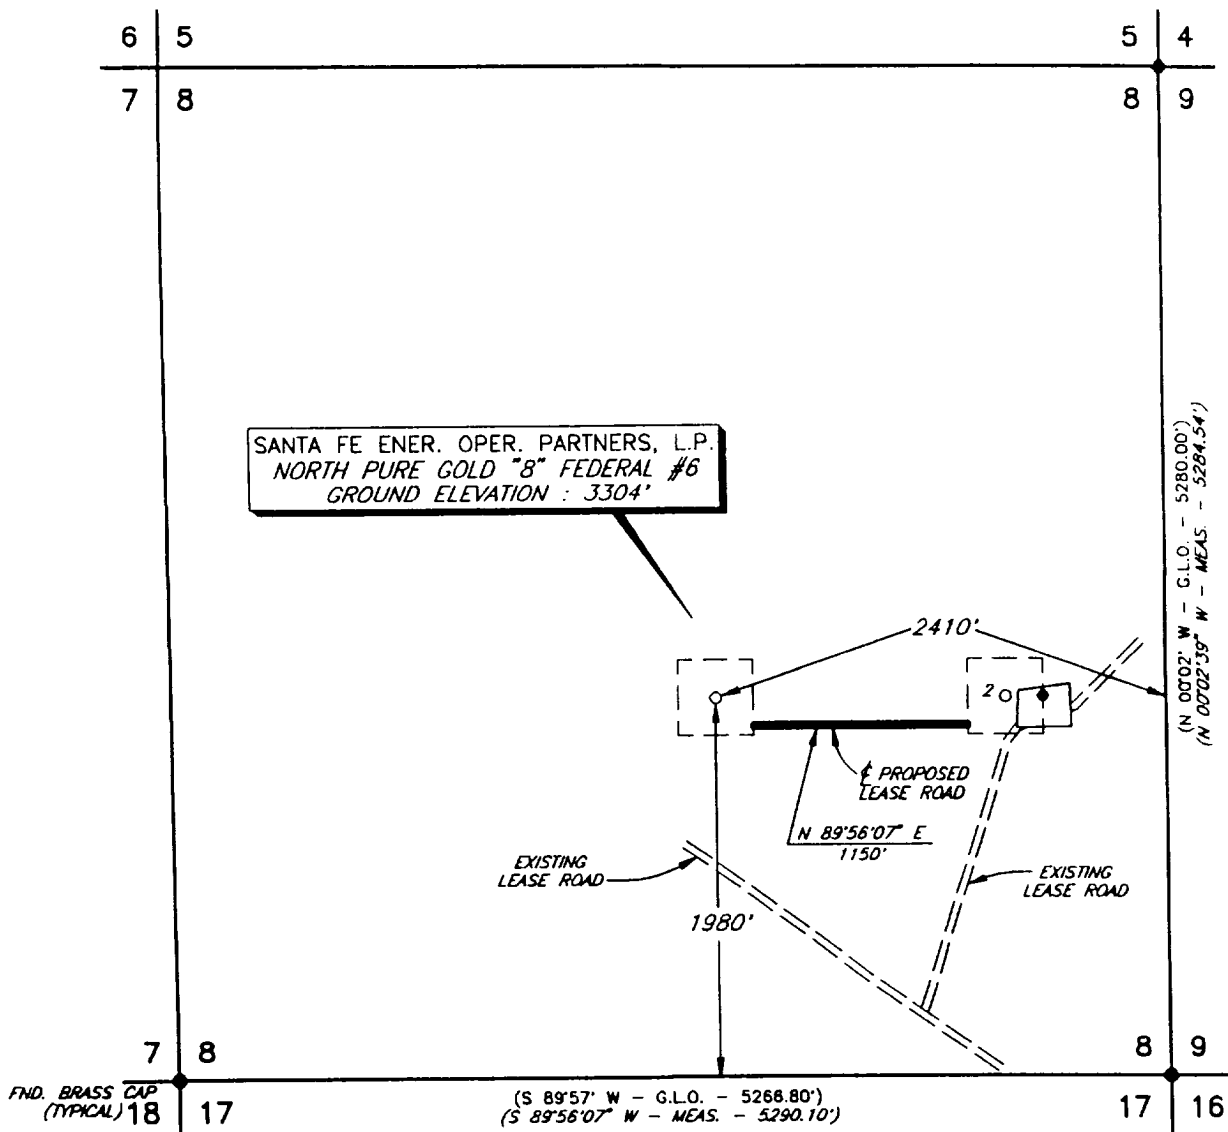 6 5
5 4
7 8
8 9
SANTA FE ENER. OPER. PARTNERS, L.P.
NORTH PURE GOLD "8" FEDERAL #6
GROUND ELEVATION : 3304'
(N 00°02' W - G.L.O. - 5280.00')
(N 00°02'39" W - MEAS. - 5284.54')
2410'
2
℄ PROPOSED
LEASE ROAD
N 89°56'07" E
1150'
EXISTING
LEASE ROAD
EXISTING
LEASE ROAD
1980'
7 8
8 9
FND. BRASS CAP
(TYPICAL)
18 17
(S 89°57' W - G.L.O. - 5266.80')
(S 89°56'07" W - MEAS. - 5290.10')
17 16